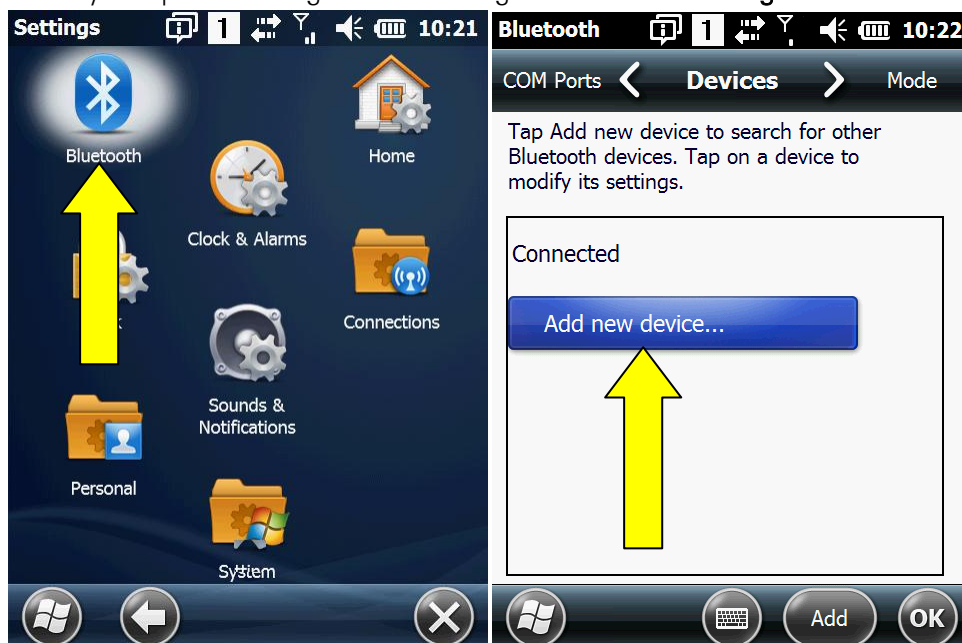 Settings 1 10:21
Bluetooth
Home
Clock & Alarms
Connections
Sounds &
Notifications
Personal
System
Bluetooth 1 10:22
COM Ports Devices Mode
Tap Add new device to search for other
Bluetooth devices. Tap on a device to
modify its settings.
Connected
Add new device...
Add OK